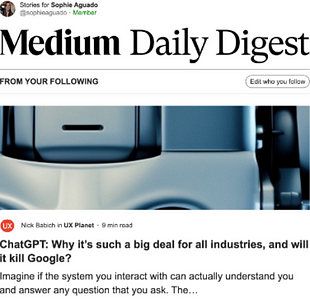 Stories for Sophie Aguado
@sophieaguado · Member
Medium Daily Digest
FROM YOUR FOLLOWING
Edit who you follow
UX
Nick Babich in UX Planet · 9 min read
ChatGPT: Why it's such a big deal for all industries, and will
it kill Google?
Imagine if the system you interact with can actually understand you
and answer any question that you ask. The…